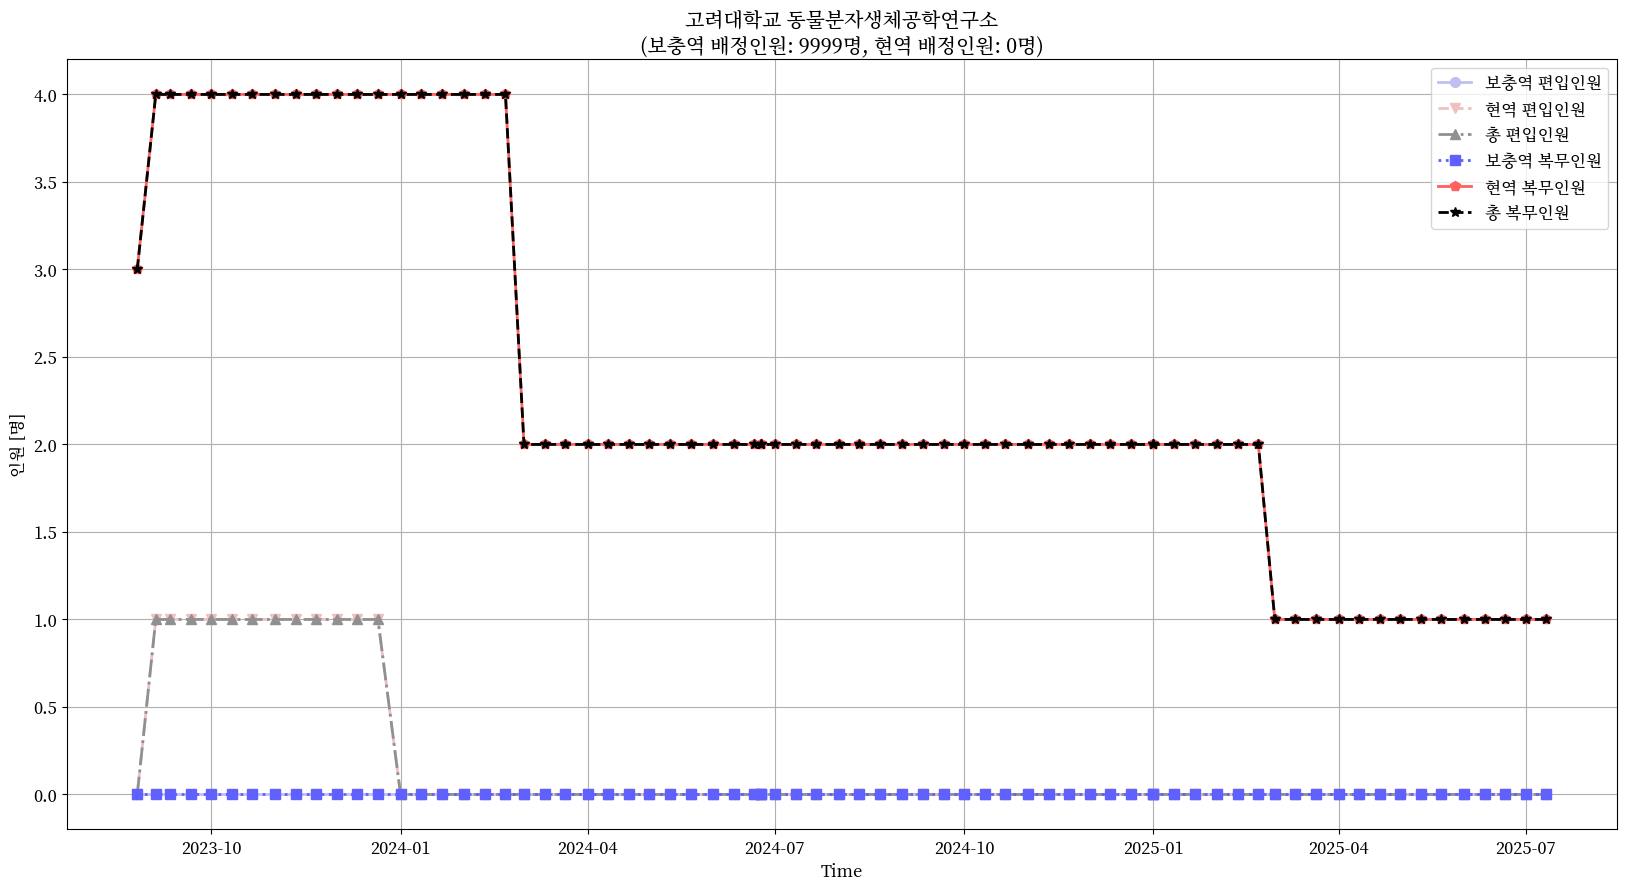 고려대학교 동물분자생체공학연구소
(보충역 배정인원: 9999명, 현역 배정인원: 0명)
4.0
3.5
3.0
2.5
2.0
1.5
1.0
0.5
0.0
인원 [명]
보충역 편입인원
현역 편입인원
총 편입인원
보충역 복무인원
현역 복무인원
총 복무인원
2023-10
2024-01
2024-04
2024-07
2024-10
2025-01
2025-04
2025-07
Time